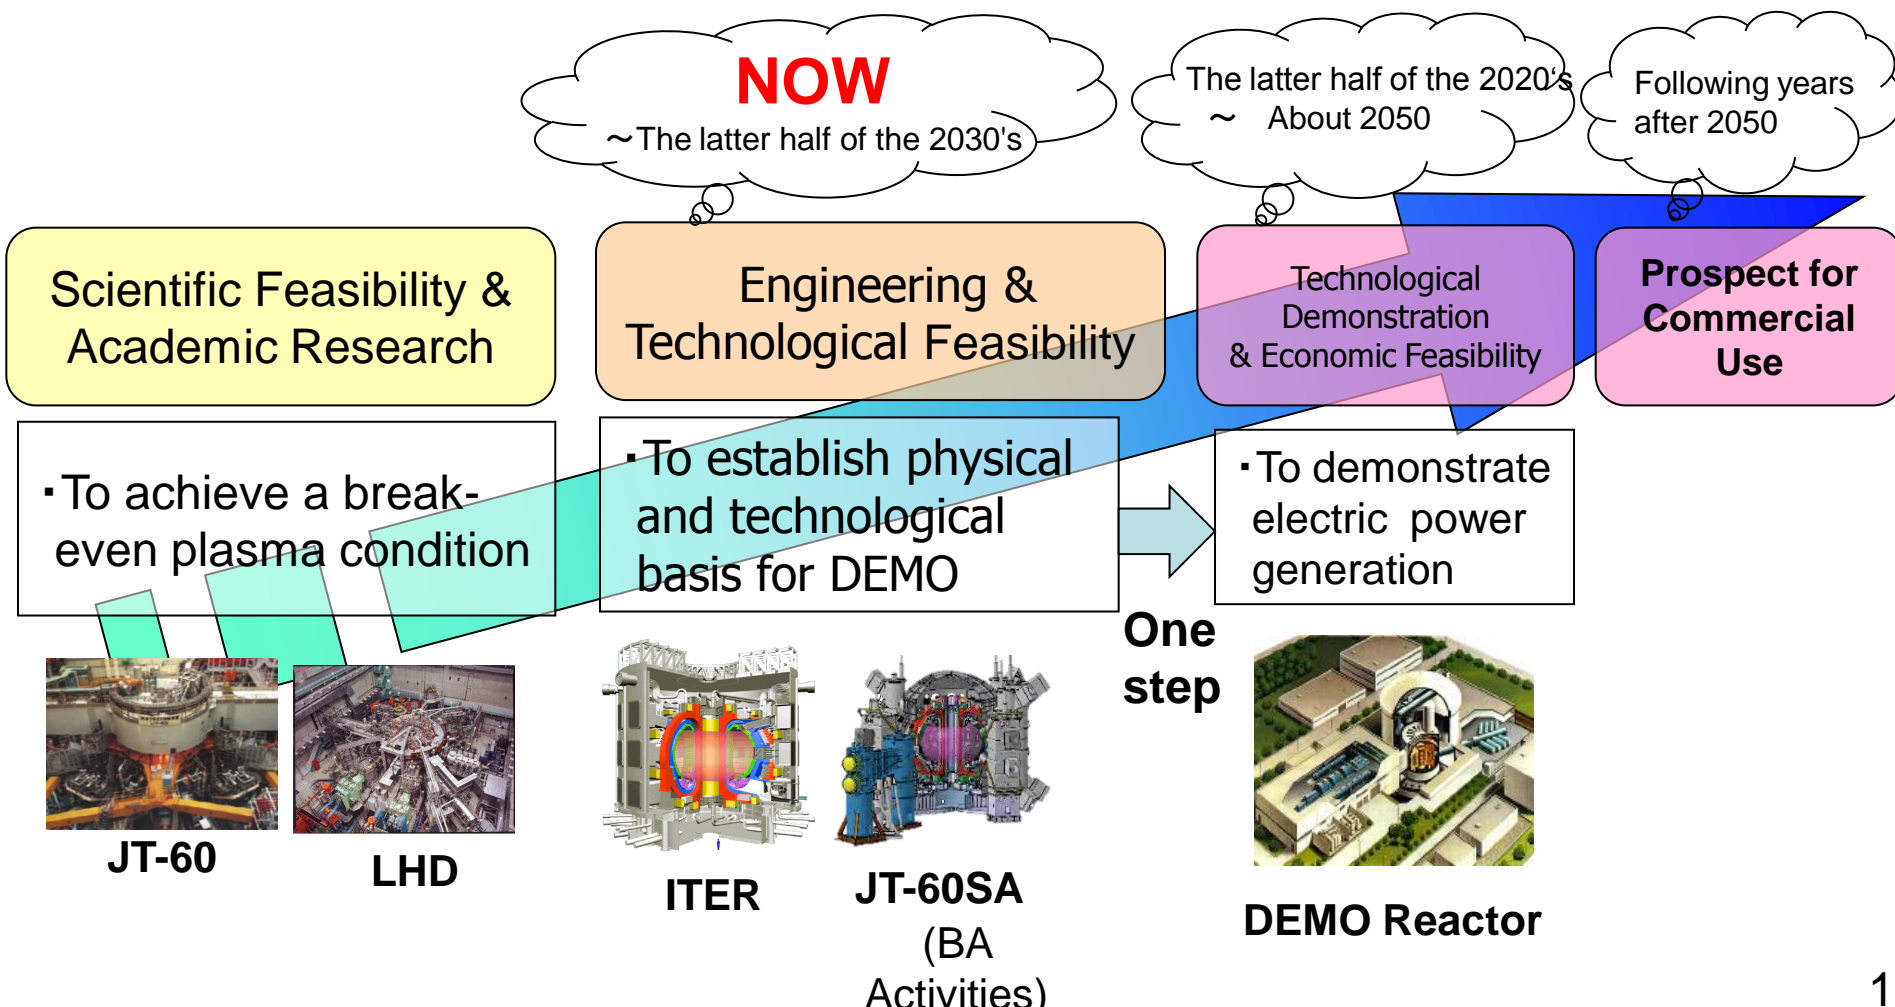 NOW
～The latter half of the 2030's
The latter half of the 2020's
～ About 2050
Following years
after 2050
Scientific Feasibility &
Academic Research
Engineering &
Technological Feasibility
Technological
Demonstration
& Economic Feasibility
Prospect for
Commercial
Use
・To achieve a break-
even plasma condition
・To establish physical
and technological
basis for DEMO
・To demonstrate
electric power
generation
One
step
JT-60
LHD
ITER
JT-60SA
(BA
Activities)
DEMO Reactor
1